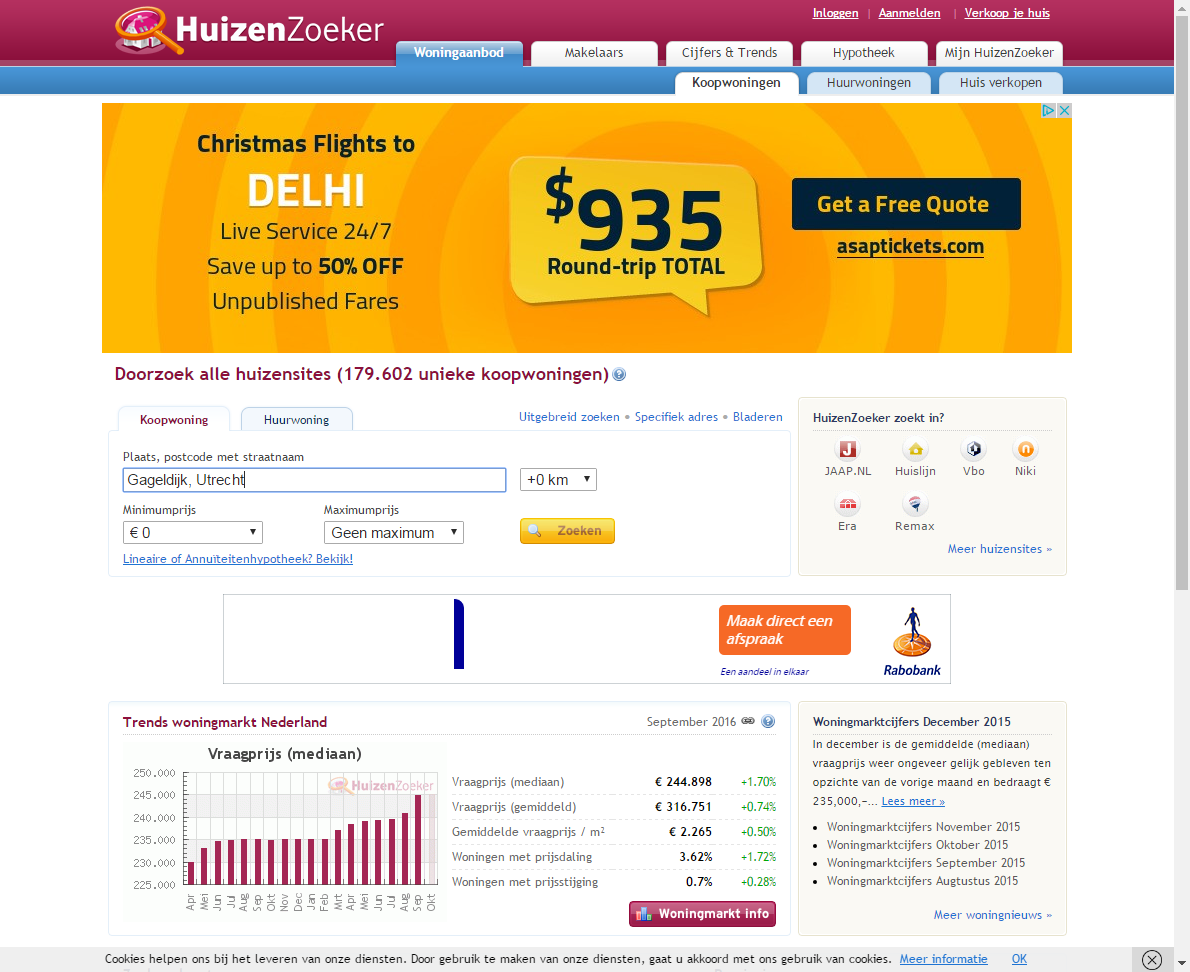 HuizenZoeker
Inloggen | Aanmelden | Verkoop je huis
Woningaanbod Makelaars Cijfers & Trends Hypotheek Mijn HuizenZoeker
Koopwoningen Huurwoningen Huis verkopen
Christmas Flights to
DELHI
Live Service 24/7
Save up to 50% OFF
Unpublished Fares
$935
Round-trip TOTAL
Get a Free Quote
asaptickets.com
Doorzoek alle huizensites (179.602 unieke koopwoningen)
Koopwoning Huurwoning
Uitgebreid zoeken • Specifiek adres • Bladeren
Plaats, postcode met straatnaam
Gageldijk, Utrecht +0 km
Minimumprijs Maximumprijs
€ 0 Geen maximum Zoeken
Lineaire of Annuïteitenhypotheek? Bekijk!
HuizenZoeker zoekt in?
JAAP.NL Huislijn Vbo Niki
Era Remax
Meer huizensites »
Maak direct een
afspraak
Een aandeel in elkaar
Rabobank
Trends woningmarkt Nederland September 2016
Vraagprijs (mediaan)
HuizenZoeker
250.000
245.000
240.000
235.000
230.000
225.000
Apr Mei Jun Jul Aug Sep Okt Nov Dec Jan Feb Mrt Apr Mei Jun Jul Aug Sep Okt
Vraagprijs (mediaan) € 244.898 +1.70%
Vraagprijs (gemiddeld) € 316.751 +0.74%
Gemiddelde vraagprijs / m² € 2.265 +0.50%
Woningen met prijsdaling 3.62% +1.72%
Woningen met prijsstijging 0.7% +0.28%
Woningmarkt info
Woningmarktcijfers December 2015
In december is de gemiddelde (mediaan)
vraagprijs weer ongeveer gelijk gebleven ten
opzichte van de vorige maand en bedraagt €
235,000,–... Lees meer »
• Woningmarktcijfers November 2015
• Woningmarktcijfers Oktober 2015
• Woningmarktcijfers September 2015
• Woningmarktcijfers Augtustus 2015
Meer woningnieuws »
Cookies helpen ons bij het leveren van onze diensten. Door gebruik te maken van onze diensten, gaat u akkoord met ons gebruik van cookies. Meer informatie OK